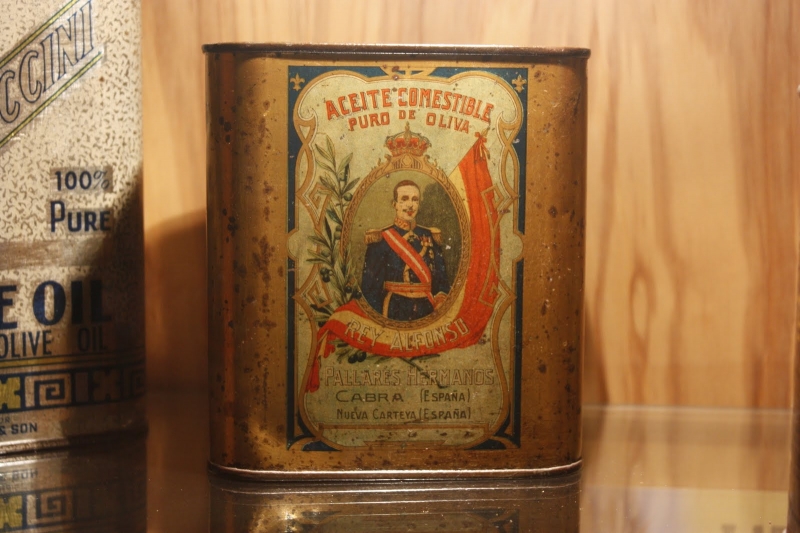 CCINI
100%
PURE
E OIL
OLIVE OIL
& SON
ACEITE COMESTIBLE
PURO DE OLIVA
REY ALFONSO
PALLARÉS HERMANOS
CABRA (ESPAÑA)
NUEVA CARTEYA (ESPAÑA)